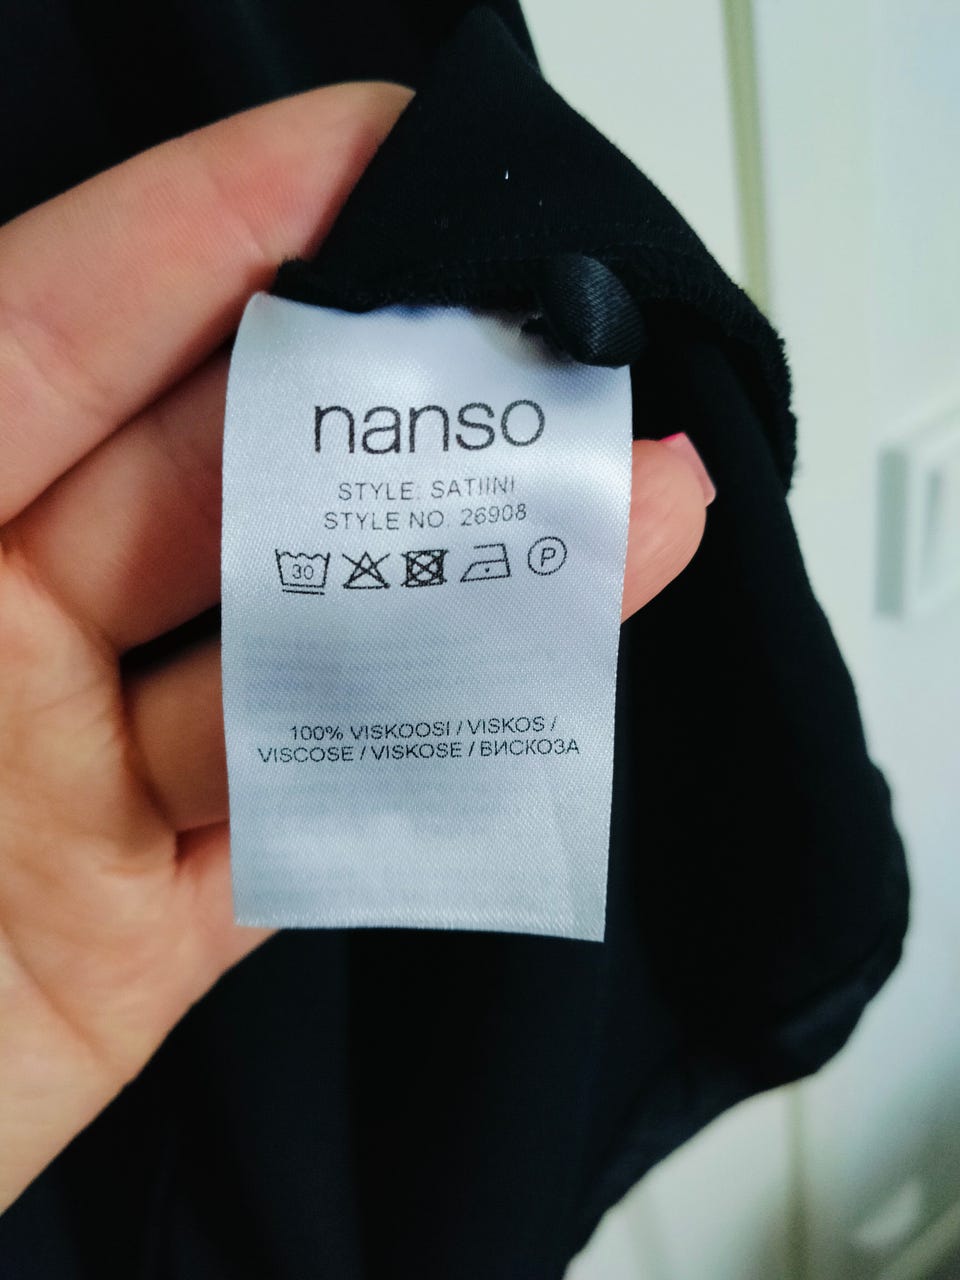 nanso
STYLE: SATIINI
STYLE NO. 26908
30 P
100% VISKOOSI / VISKOS /
VISCOSE / VISKOSE / ВИСКОЗА